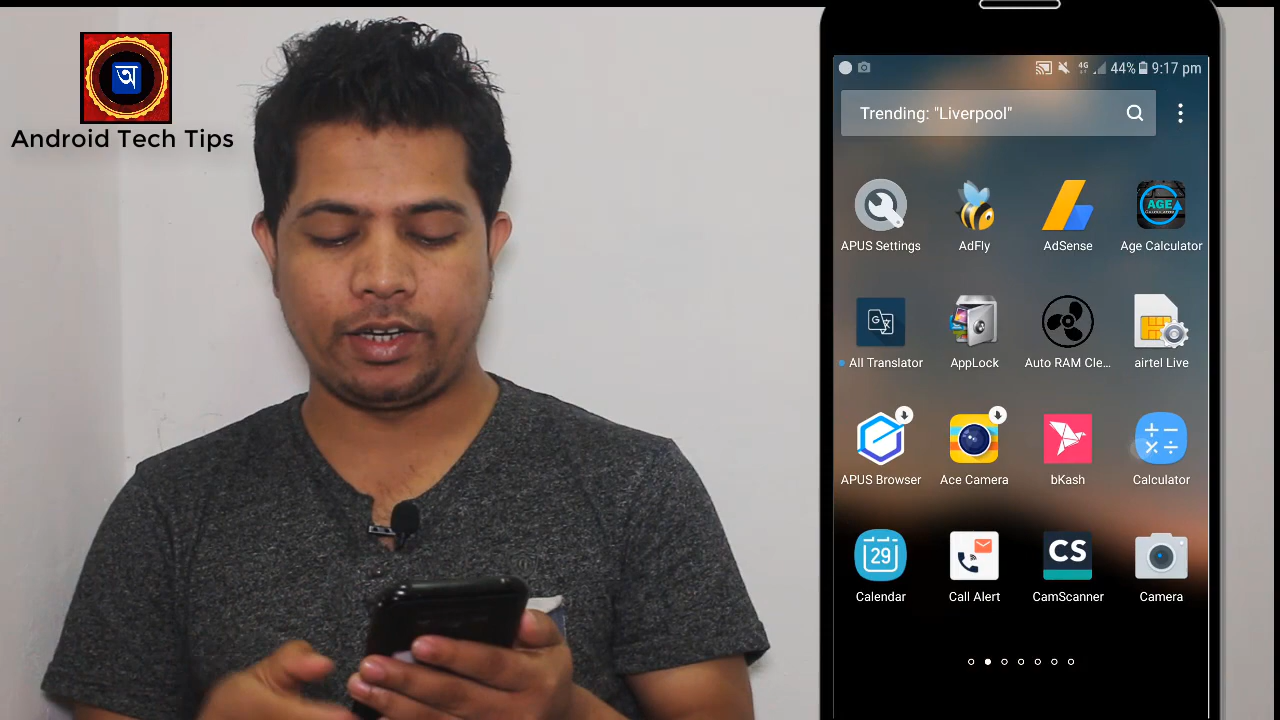 অ
Android Tech Tips
4G 44% 9:17 pm
Trending: "Liverpool"
APUS Settings AdFly AdSense Age Calculator
AGE
G
All Translator AppLock Auto RAM Cle... airtel Live
APUS Browser Ace Camera bKash Calculator
29 CS
Calendar Call Alert CamScanner Camera